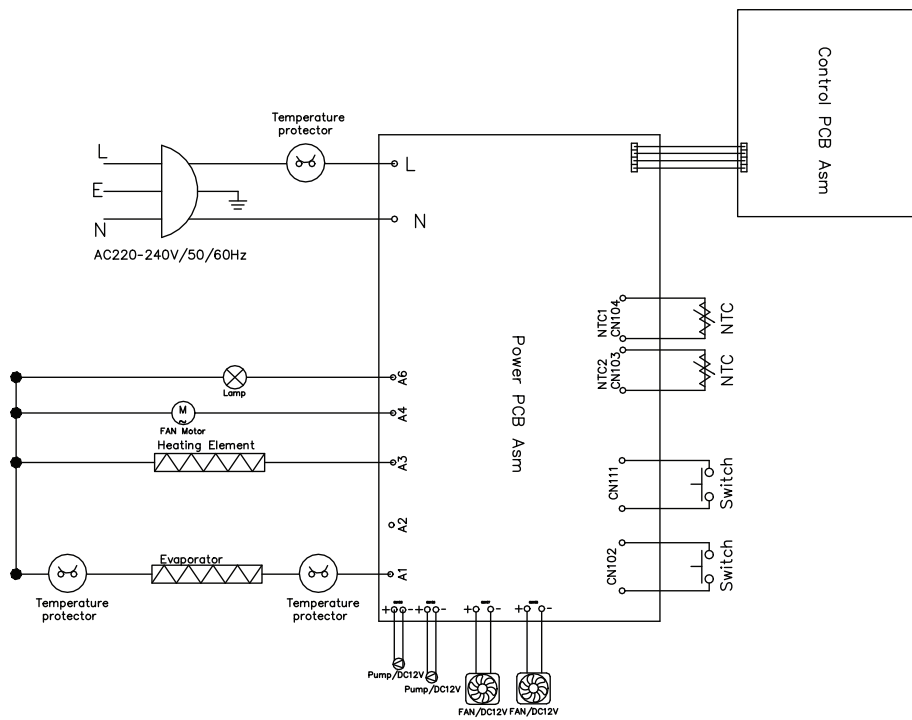 Control PCB Asm
Temperature
protector
L
E
N
L
N
AC220-240V/50/60Hz
NTC1
CN104
NTC
NTC2
CN103
NTC
Power PCB Asm
Lamp
A6
M
~
FAN Motor
A4
Heating Element
A3
CN111
Switch
A2
Evaporator
A1
CN102
Switch
Temperature
protector
Temperature
protector
+ -
+ -
+ -
+ -
Pump/DC12V
Pump/DC12V
FAN/DC12V
FAN/DC12V